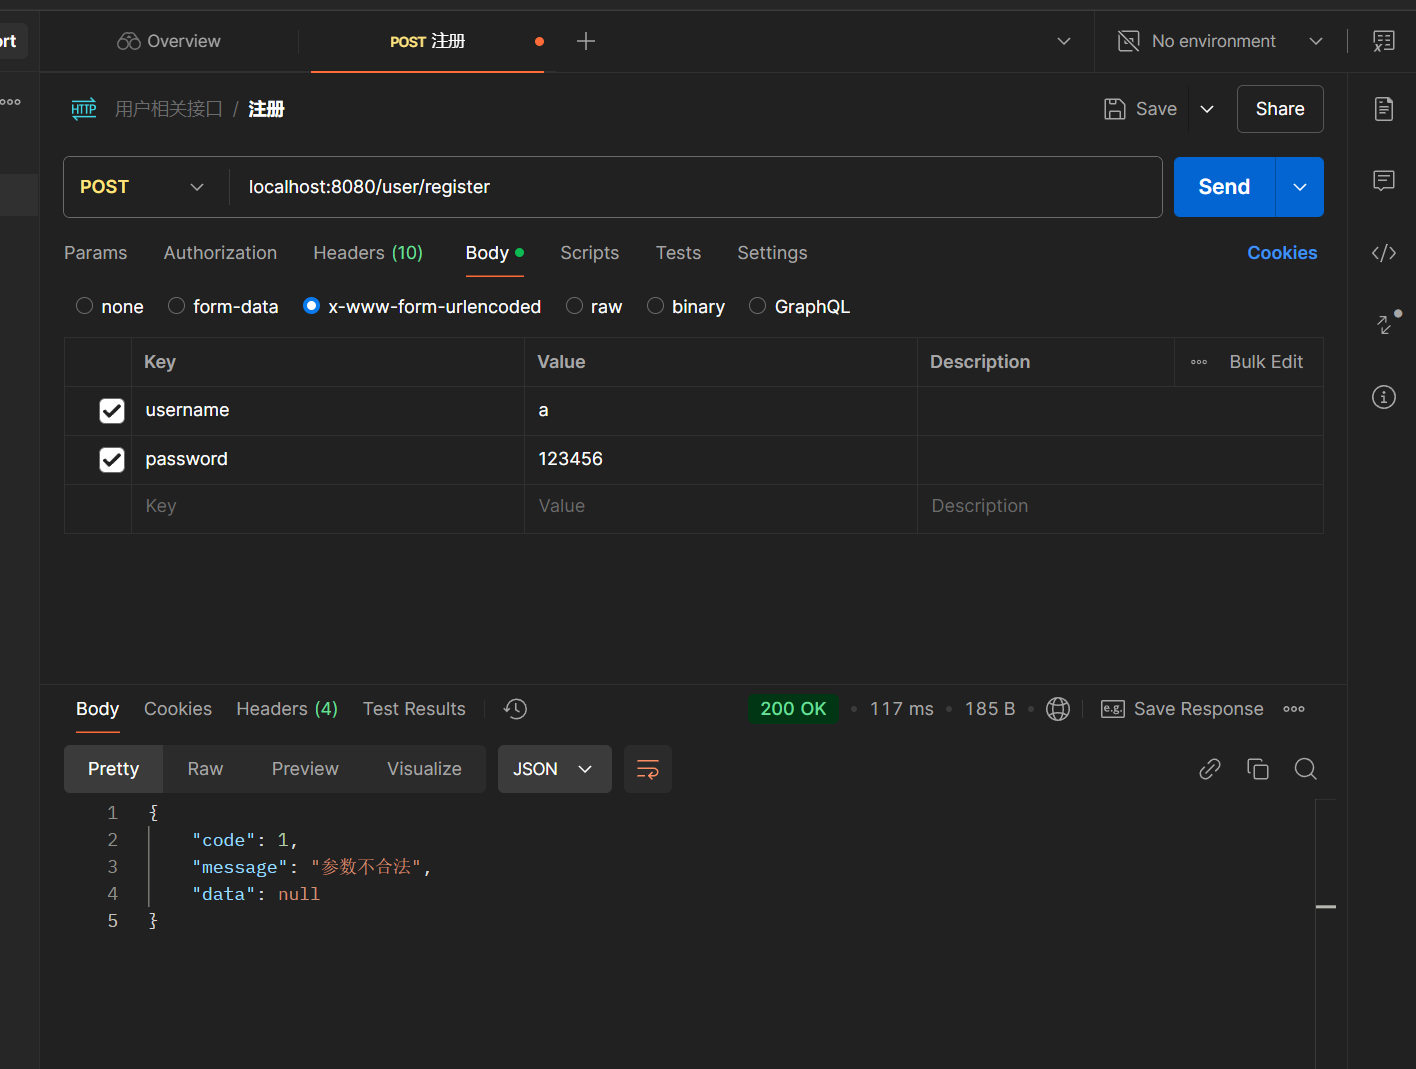 ort
Overview
POST 注册
No environment
HTTP 用户相关接口 / 注册
Save
Share
POST
localhost:8080/user/register
Send
Params Authorization Headers (10) Body Scripts Tests Settings Cookies
none form-data x-www-form-urlencoded raw binary GraphQL
Key Value Description Bulk Edit
username a
password 123456
Key Value Description
Body Cookies Headers (4) Test Results 200 OK 117 ms 185 B e.g. Save Response
Pretty Raw Preview Visualize JSON
1 {
2 "code": 1,
3 "message": "参数不合法",
4 "data": null
5 }